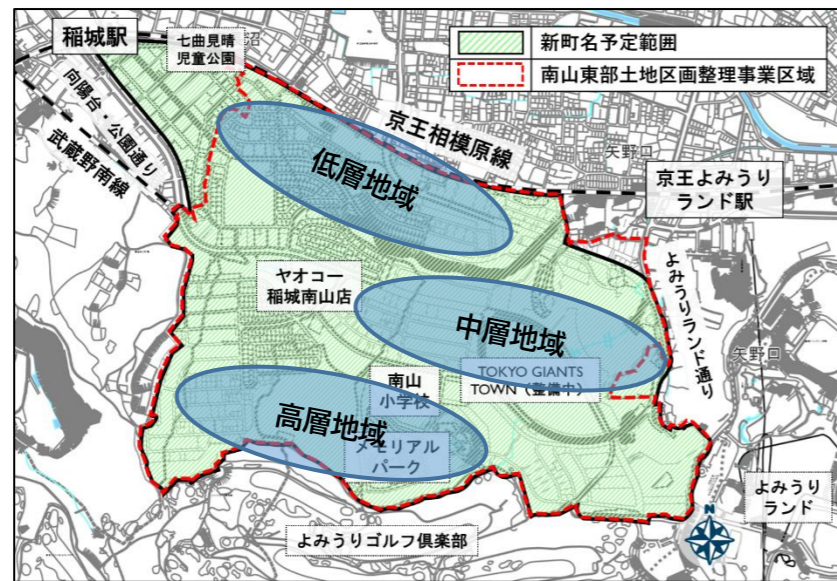 稲城駅
七曲見晴
児童公園
新町名予定範囲
南山東部土地区画整理事業区域
向陽台・公園通り
武蔵野南線
京王相模原線
低層地域
矢野口
京王よみうり
ランド駅
ヤオコー
稲城南山店
中層地域
よみうりランド通り
矢野口
TOKYO GIANTS
TOWN（整備中）
南山
小学校
高層地域
メモリアル
パーク
よみうり
ランド
N
よみうりゴルフ倶楽部